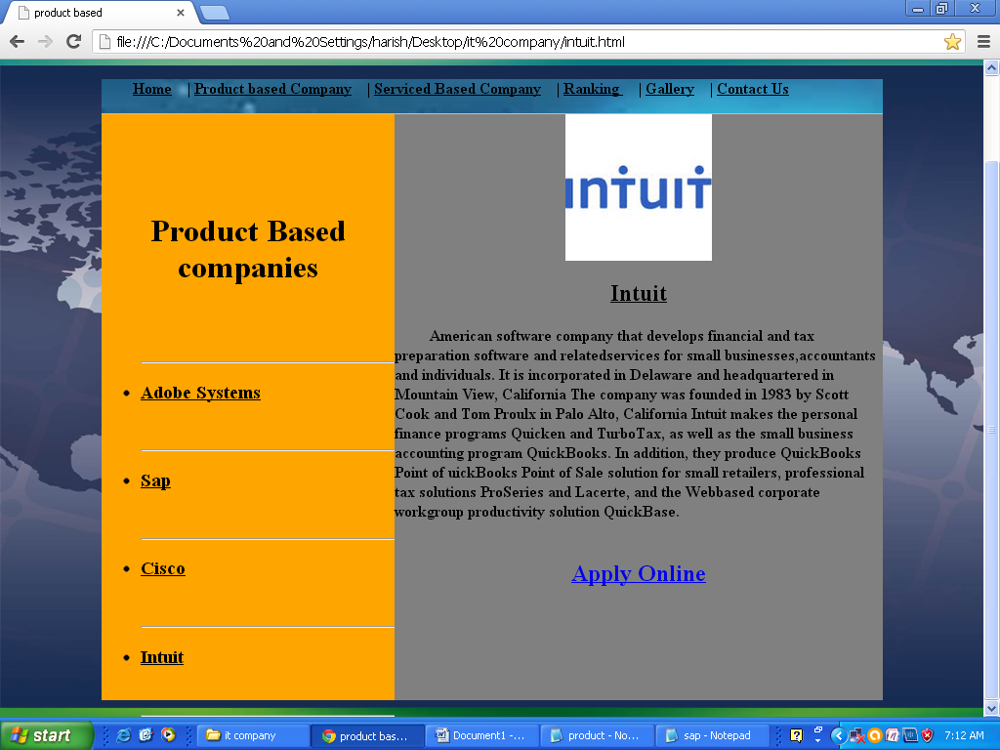 product based
file:///C:/Documents%20and%20Settings/harish/Desktop/it%20company/intuit.html
Home | Product based Company | Serviced Based Company | Ranking | Gallery | Contact Us
Product Based
companies
Adobe Systems
Sap
Cisco
Intuit
ıntuıt
Intuit
American software company that develops financial and tax
preparation software and relatedservices for small businesses,accountants
and individuals. It is incorporated in Delaware and headquartered in
Mountain View, California The company was founded in 1983 by Scott
Cook and Tom Proulx in Palo Alto, California Intuit makes the personal
finance programs Quicken and TurboTax, as well as the small business
accounting program QuickBooks. In addition, they produce QuickBooks
Point of uickBooks Point of Sale solution for small retailers, professional
tax solutions ProSeries and Lacerte, and the Webbased corporate
workgroup productivity solution QuickBase.
Apply Online
start
it company
product bas...
Document1 -...
product - No...
sap - Notepad
7:12 AM